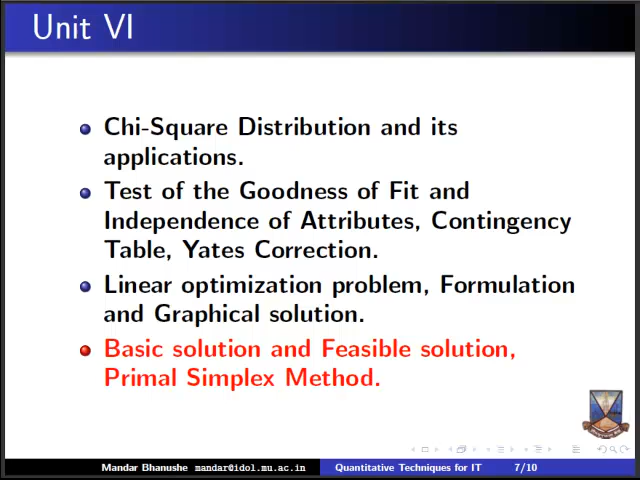 Unit VI
Chi-Square Distribution and its
applications.
Test of the Goodness of Fit and
Independence of Attributes, Contingency
Table, Yates Correction.
Linear optimization problem, Formulation
and Graphical solution.
Basic solution and Feasible solution,
Primal Simplex Method.
Mandar Bhanushe mandar@idol.mu.ac.in Quantitative Techniques for IT 7/10